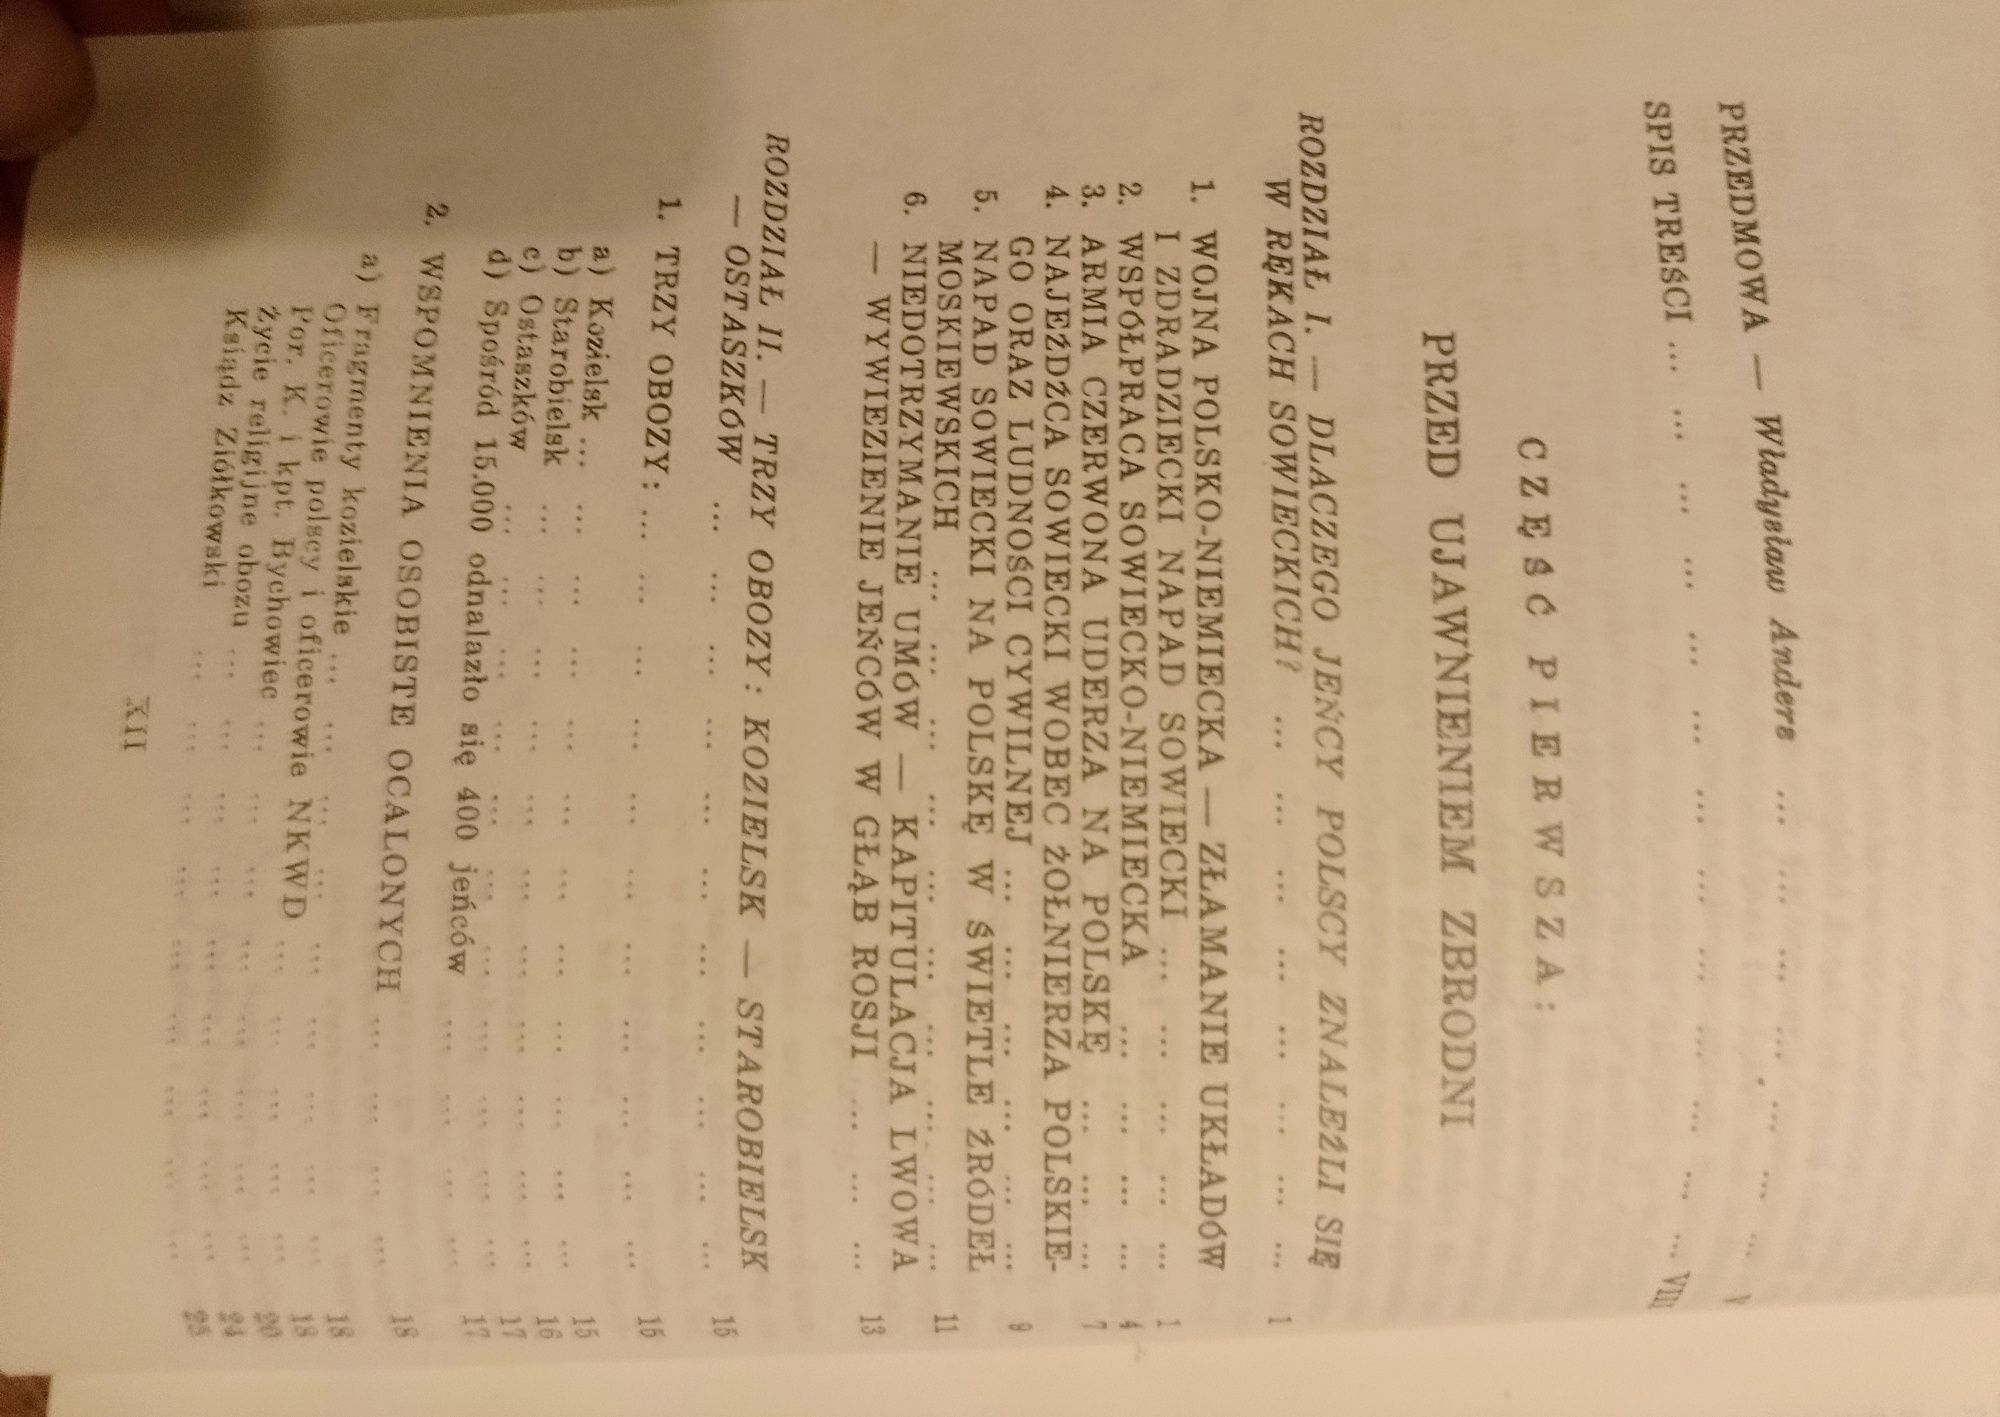 PRZEDMOWA — Władysław Anders ... ... ... ... ... ... ... V
SPIS TREŚCI ... ... ... ... ... ... ... ... ... ... ... ... ... VIII
CZĘŚĆ PIERWSZA:
PRZED UJAWNIENIEM ZBRODNI
ROZDZIAŁ I. — DLACZEGO JEŃCY POLSCY ZNALEŹLI SIĘ
W RĘKACH SOWIECKICH? ... ... ... ... ... ... ... ... 1
1. WOJNA POLSKO-NIEMIECKA — ZŁAMANIE UKŁADÓW
I ZDRADZIECKI NAPAD SOWIECKI ... ... ... ... ... 1
2. WSPÓŁPRACA SOWIECKO-NIEMIECKA ... ... ... ... 4
3. ARMIA CZERWONA UDERZA NA POLSKĘ ... ... ... 7
4. NAJEŹDŹCA SOWIECKI WOBEC ŻOŁNIERZA POLSKIE-
GO ORAZ LUDNOŚCI CYWILNEJ ... ... ... ... ... ... 9
5. NAPAD SOWIECKI NA POLSKĘ W ŚWIETLE ŹRÓDEŁ
MOSKIEWSKICH ... ... ... ... ... ... ... ... ... ... 11
6. NIEDOTRZYMANIE UMÓW — KAPITULACJA LWOWA
— WYWIEZIENIE JEŃCÓW W GŁĄB ROSJI ... ... ... 13
ROZDZIAŁ II. — TRZY OBOZY: KOZIELSK — STAROBIELSK
— OSTASZKÓW ... ... ... ... ... ... ... ... ... ... ... 15
1. TRZY OBOZY: ... ... ... ... ... ... ... ... ... ... ... 15
a) Kozielsk ... ... ... ... ... ... ... ... ... ... ... ... 15
b) Starobielsk ... ... ... ... ... ... ... ... ... ... ... 16
c) Ostaszków ... ... ... ... ... ... ... ... ... ... ... 17
d) Spośród 15.000 odnalazło się 400 jeńców ... ... ... ... 17
2. WSPOMNIENIA OSOBISTE OCALONYCH ... ... ... ... 18
a) Fragmenty kozielskie ... ... ... ... ... ... ... ... ... 18
Oficerowie polscy i oficerowie NKWD ... ... ... ... ... 18
Por. K. i kpt. Bychowiec ... ... ... ... ... ... ... ... 20
Życie religijne obozu ... ... ... ... ... ... ... ... ... 24
Ksiądz Ziółkowski ... ... ... ... ... ... ... ... ... 25
XII